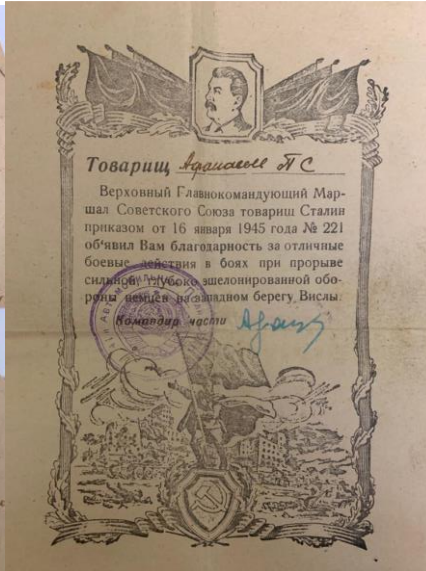 Товарищ П С
Верховный Главнокомандующий Мар-
шал Советского Союза товарищ Сталин
приказом от 16 января 1945 года № 221
об'явил Вам благодарность за отличные
боевые действия в боях при прорыве
сильной, глубоко эшелонированной обо-
роны немцев на западном берегу Вислы
Командир части